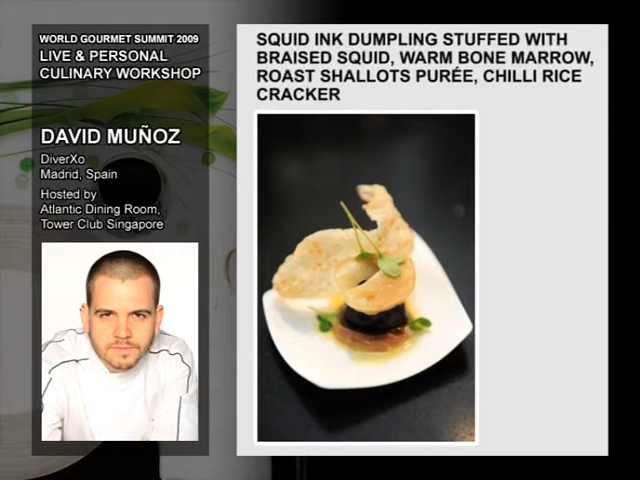 WORLD GOURMET SUMMIT 2009
LIVE & PERSONAL
CULINARY WORKSHOP
DAVID MUÑOZ
DiverXo
Madrid, Spain
Hosted by
Atlantic Dining Room,
Tower Club Singapore
SQUID INK DUMPLING STUFFED WITH
BRAISED SQUID, WARM BONE MARROW,
ROAST SHALLOTS PURÉE, CHILLI RICE
CRACKER